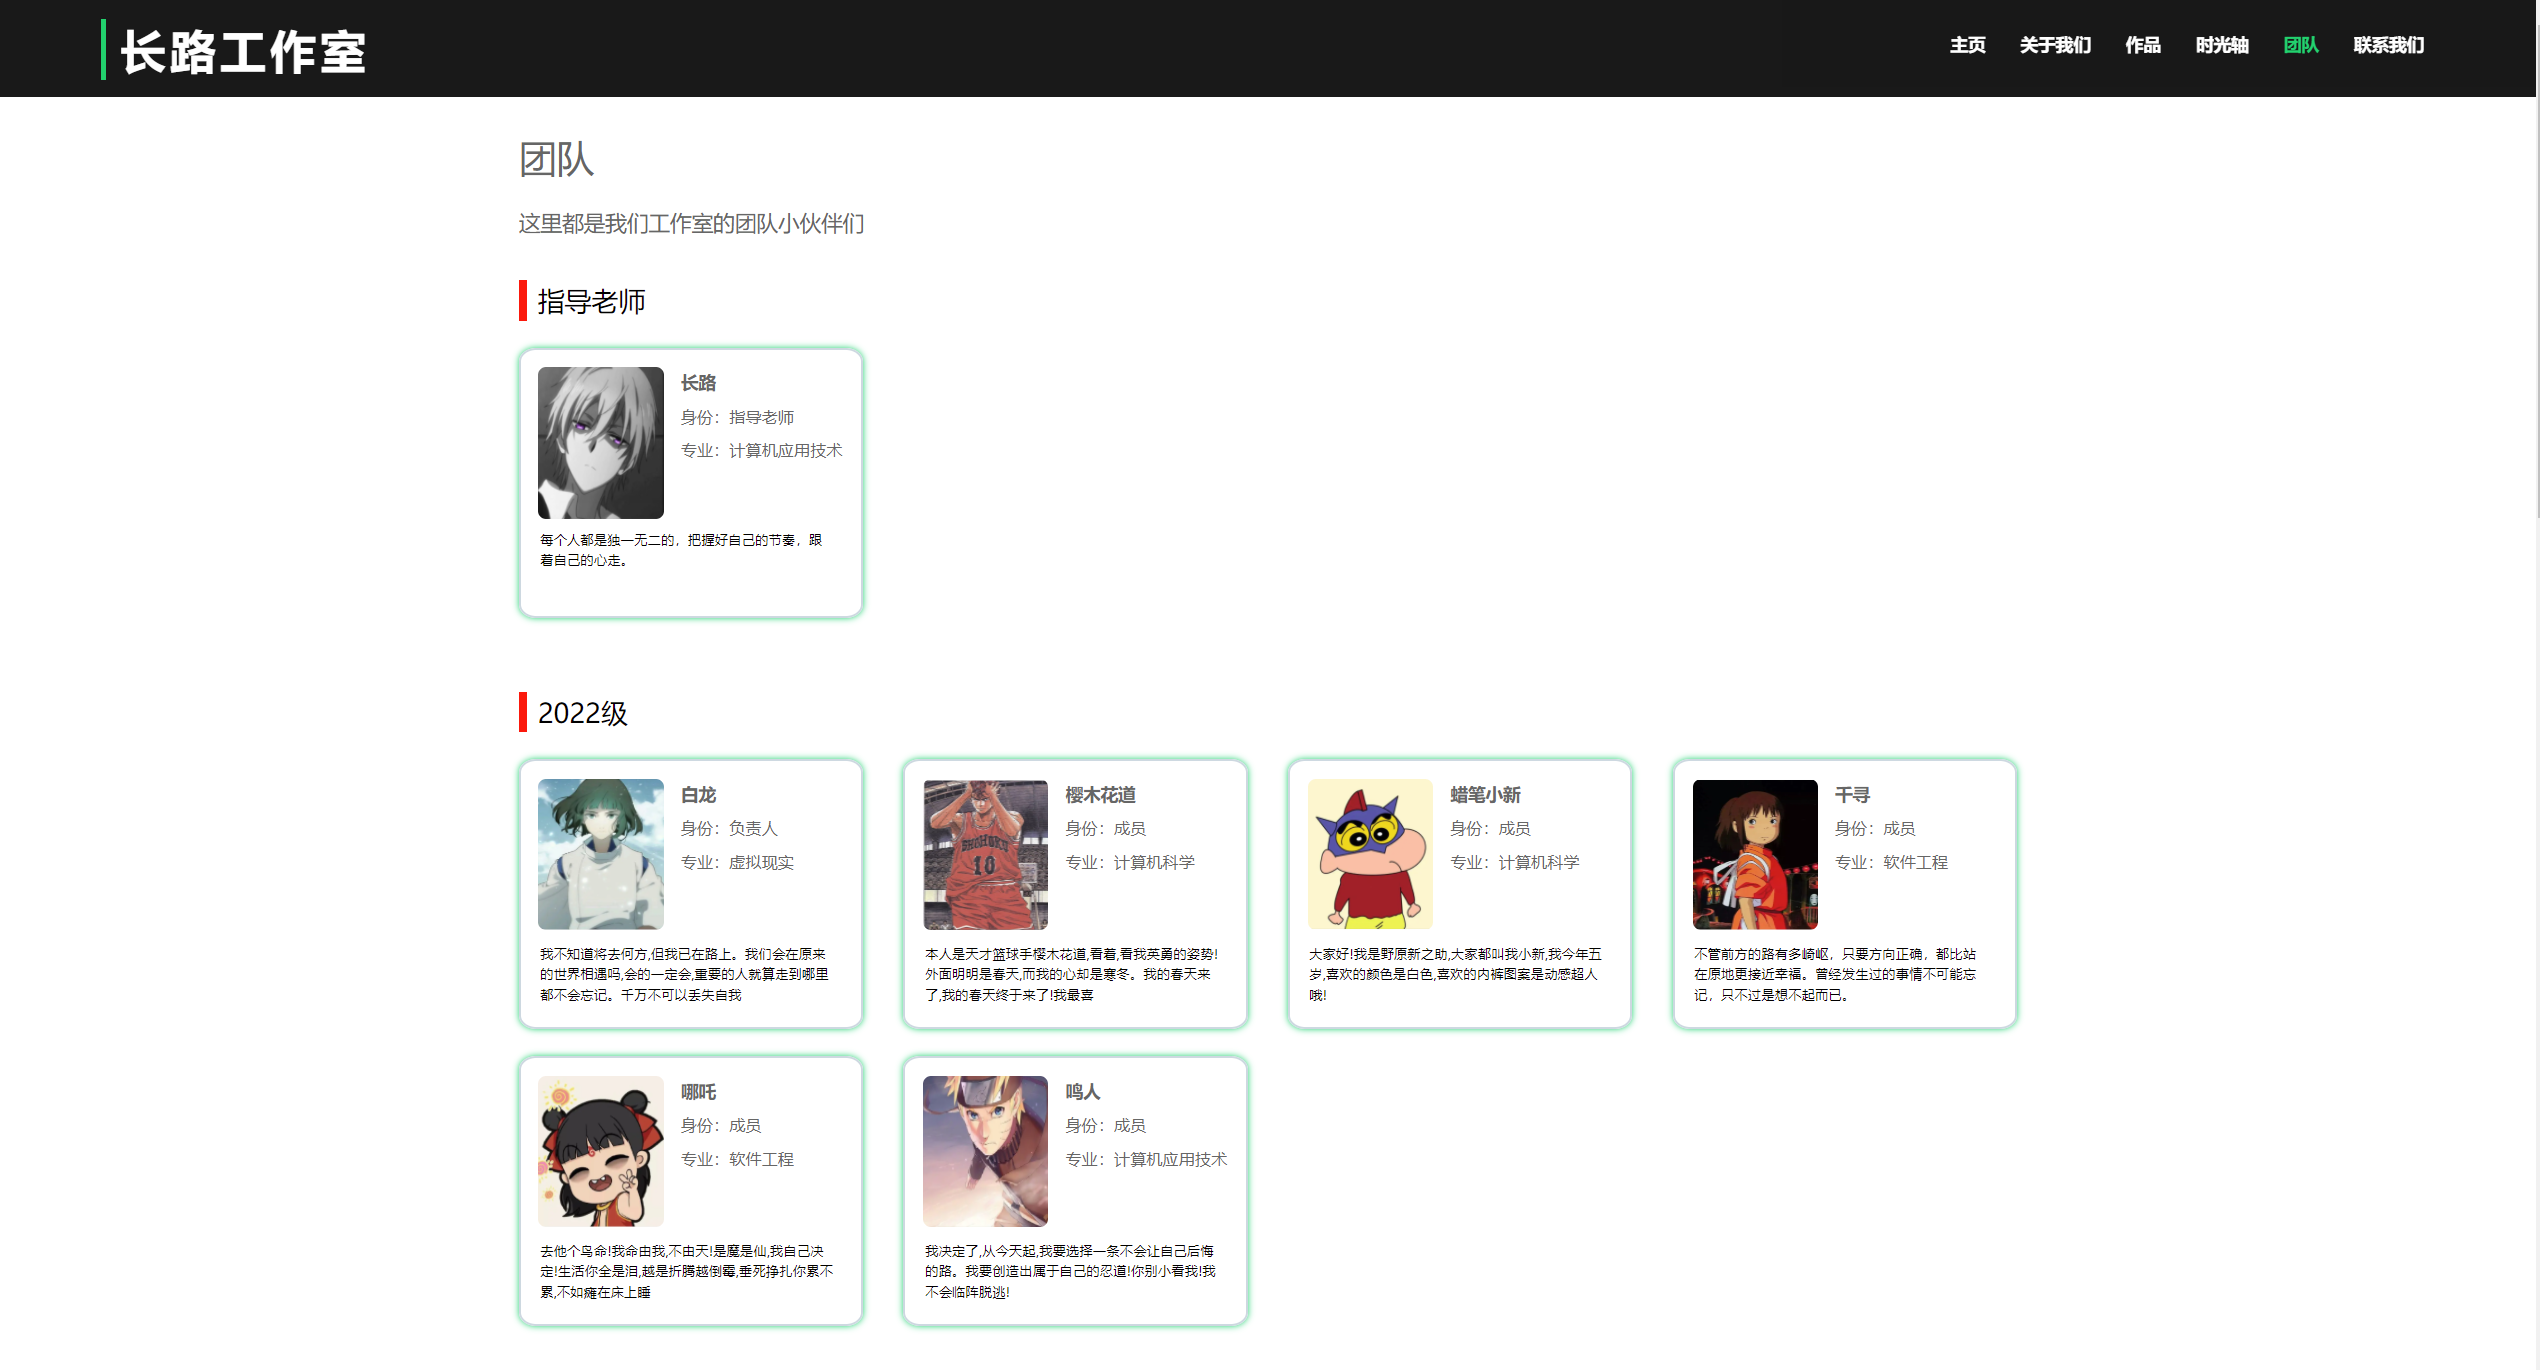 长路工作室
主页 关于我们 作品 时光轴 团队 联系我们
团队
这里都是我们工作室的团队小伙伴们
指导老师
长路
身份：指导老师
专业：计算机应用技术
每个人都是独一无二的，把握好自己的节奏，跟
着自己的心走。
2022级
白龙
身份：负责人
专业：虚拟现实
我不知道将去何方,但我已在路上。我们会在原来
的世界相遇吗,会的一定会,重要的人就算走到哪里
都不会忘记。千万不可以丢失自我
SHOHOKU
10
樱木花道
身份：成员
专业：计算机科学
本人是天才篮球手樱木花道,看着,看我英勇的姿势!
外面明明是春天,而我的心却是寒冬。我的春天来
了,我的春天终于来了!我最喜
蜡笔小新
身份：成员
专业：计算机科学
大家好!我是野原新之助,大家都叫我小新,我今年五
岁,喜欢的颜色是白色,喜欢的内裤图案是动感超人
哦!
千寻
身份：成员
专业：软件工程
不管前方的路有多崎岖，只要方向正确，都比站
在原地更接近幸福。曾经发生过的事情不可能忘
记，只不过是想不起而已。
哪吒
身份：成员
专业：软件工程
去他个鸟命!我命由我,不由天!是魔是仙,我自己决
定!生活你全是泪,越是折腾越倒霉,垂死挣扎你累不
累,不如瘫在床上睡
鸣人
身份：成员
专业：计算机应用技术
我决定了,从今天起,我要选择一条不会让自己后悔
的路。我要创造出属于自己的忍道!你别小看我!我
不会临阵脱逃!